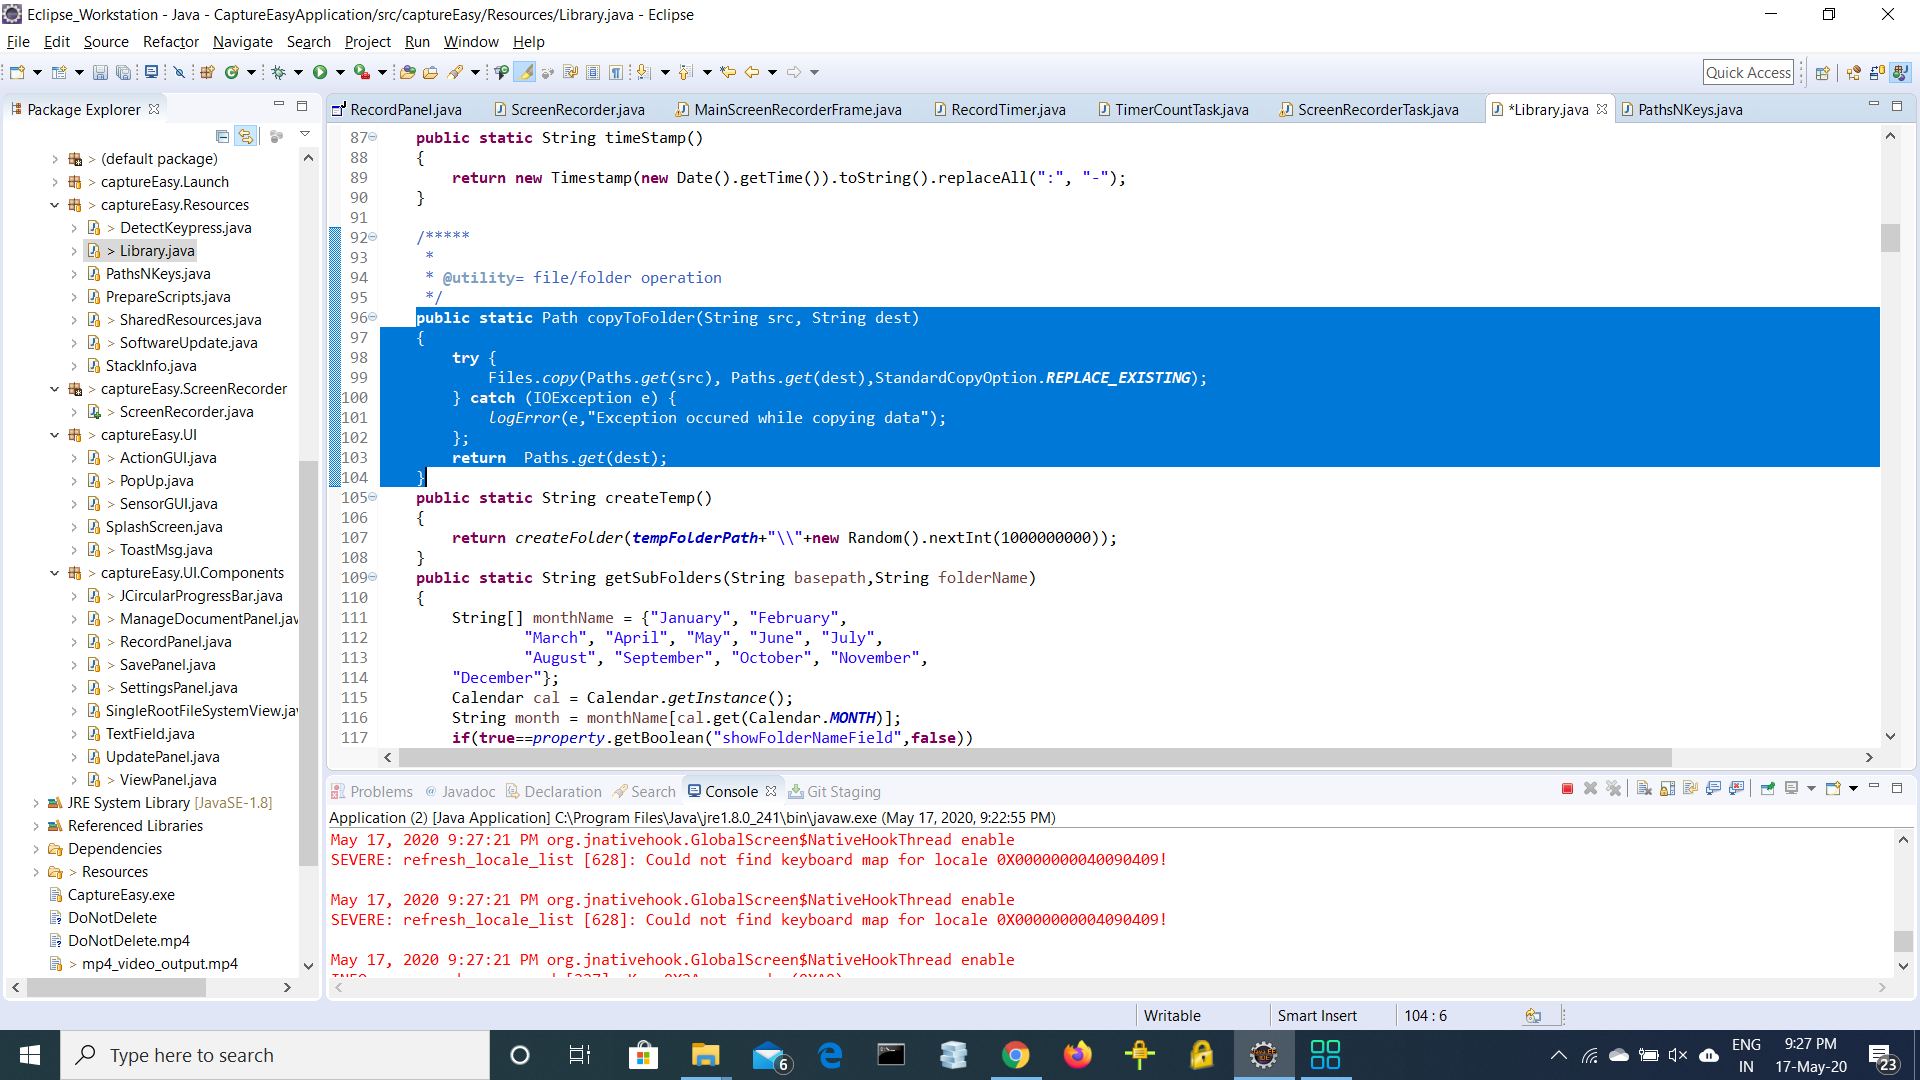 Eclipse_Workstation - Java - CaptureEasyApplication/src/captureEasy/Resources/Library.java - Eclipse
File Edit Source Refactor Navigate Search Project Run Window Help
Quick Access
Package Explorer
> (default package)
> captureEasy.Launch
> captureEasy.Resources
> DetectKeypress.java
> Library.java
PathsNKeys.java
PrepareScripts.java
> SharedResources.java
> SoftwareUpdate.java
StackInfo.java
> captureEasy.ScreenRecorder
> ScreenRecorder.java
> captureEasy.UI
> ActionGUI.java
> PopUp.java
> SensorGUI.java
SplashScreen.java
> ToastMsg.java
> captureEasy.UI.Components
> JCircularProgressBar.java
> ManageDocumentPanel.jav
> RecordPanel.java
> SavePanel.java
> SettingsPanel.java
SingleRootFileSystemView.jav
TextField.java
UpdatePanel.java
> ViewPanel.java
JRE System Library [JavaSE-1.8]
Referenced Libraries
Dependencies
> Resources
CaptureEasy.exe
DoNotDelete
DoNotDelete.mp4
> mp4_video_output.mp4
RecordPanel.java ScreenRecorder.java MainScreenRecorderFrame.java RecordTimer.java TimerCountTask.java ScreenRecorderTask.java *Library.java PathsNKeys.java
87 public static String timeStamp()
88 {
89 return new Timestamp(new Date().getTime()).toString().replaceAll(":", "-");
90 }
91
92 /*****
93 *
94 * @utility= file/folder operation
95 */
96 public static Path copyToFolder(String src, String dest)
97 {
98 try {
99 Files.copy(Paths.get(src), Paths.get(dest),StandardCopyOption.REPLACE_EXISTING);
100 } catch (IOException e) {
101 logError(e,"Exception occured while copying data");
102 };
103 return  Paths.get(dest);
104 }
105 public static String createTemp()
106 {
107 return createFolder(tempFolderPath+"\\"+new Random().nextInt(1000000000));
108 }
109 public static String getSubFolders(String basepath,String folderName)
110 {
111 String[] monthName = {"January", "February",
112 "March", "April", "May", "June", "July",
113 "August", "September", "October", "November",
114 "December"};
115 Calendar cal = Calendar.getInstance();
116 String month = monthName[cal.get(Calendar.MONTH)];
117 if(true==property.getBoolean("showFolderNameField",false))
Problems @ Javadoc Declaration Search Console Git Staging
Application (2) [Java Application] C:\Program Files\Java\jre1.8.0_241\bin\javaw.exe (May 17, 2020, 9:22:55 PM)
May 17, 2020 9:27:21 PM org.jnativehook.GlobalScreen$NativeHookThread enable
SEVERE: refresh_locale_list [628]: Could not find keyboard map for locale 0X0000000040090409!
May 17, 2020 9:27:21 PM org.jnativehook.GlobalScreen$NativeHookThread enable
SEVERE: refresh_locale_list [628]: Could not find keyboard map for locale 0X0000000004090409!
May 17, 2020 9:27:21 PM org.jnativehook.GlobalScreen$NativeHookThread enable
Writable Smart Insert 104 : 6
Type here to search
6
ENG
IN
9:27 PM
17-May-20
23